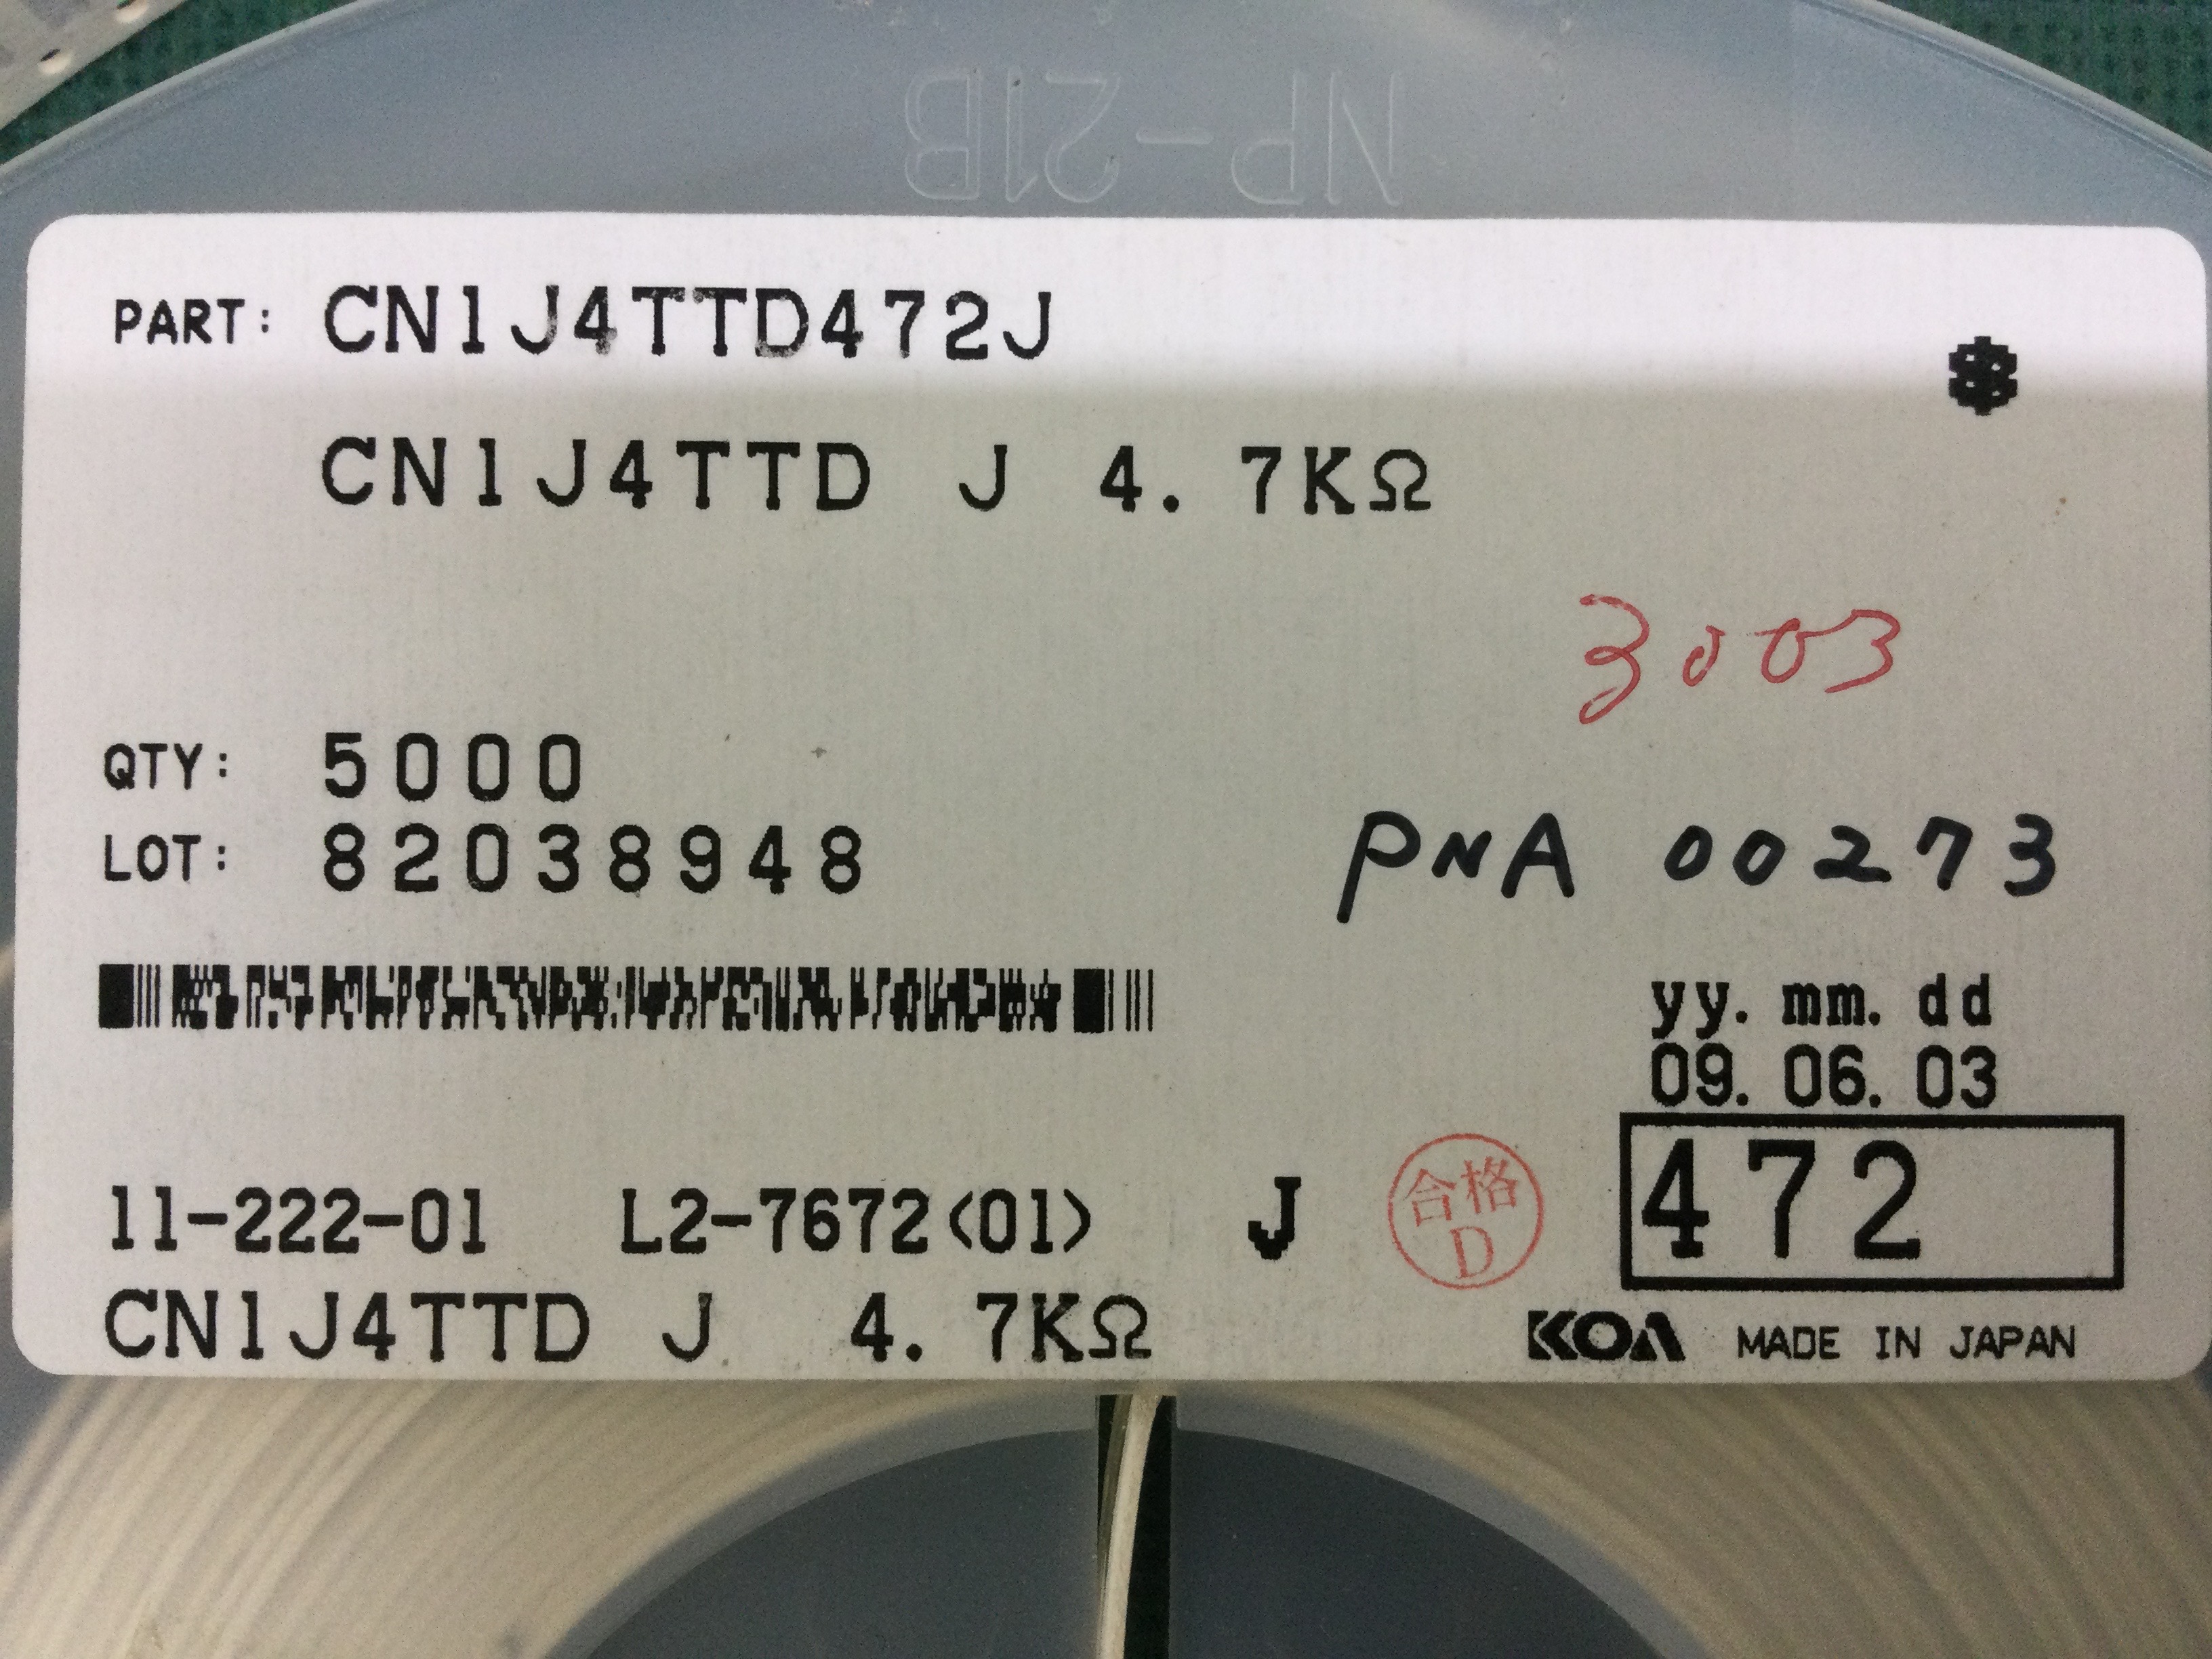 NP-21B
PART: CN1J4TTD472J
CN1J4TTD J 4.7KΩ
3003
QTY: 5000
LOT: 82038948
PNA 00273
yy. mm. dd
09. 06. 03
472
11-222-01 L2-7672<01> J
合格
D
CN1J4TTD J 4.7KΩ
KOA MADE IN JAPAN